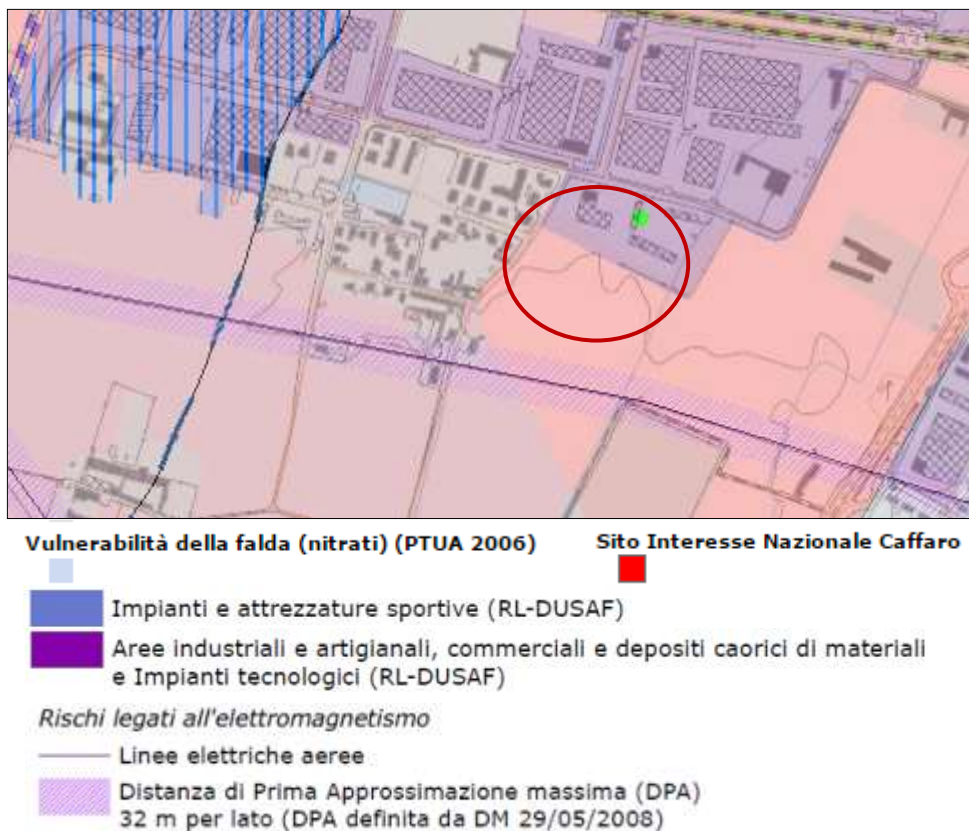 Vulnerabilità della falda (nitrati) (PTUA 2006) Sito Interesse Nazionale Caffaro
Impianti e attrezzature sportive (RL-DUSAF)
Aree industriali e artigianali, commerciali e depositi caorici di materiali
e Impianti tecnologici (RL-DUSAF)
Rischi legati all'elettromagnetismo
Linee elettriche aeree
Distanza di Prima Approssimazione massima (DPA)
32 m per lato (DPA definita da DM 29/05/2008)